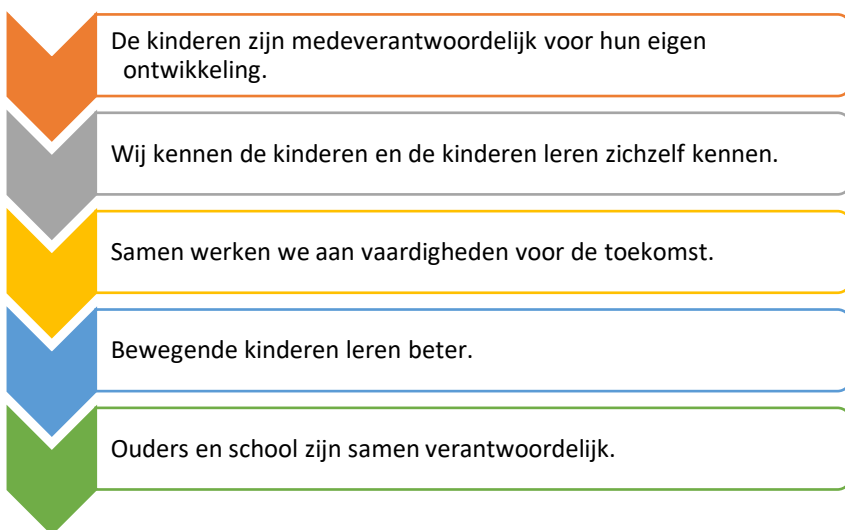 De kinderen zijn medeverantwoordelijk voor hun eigen
ontwikkeling.
Wij kennen de kinderen en de kinderen leren zichzelf kennen.
Samen werken we aan vaardigheden voor de toekomst.
Bewegende kinderen leren beter.
Ouders en school zijn samen verantwoordelijk.